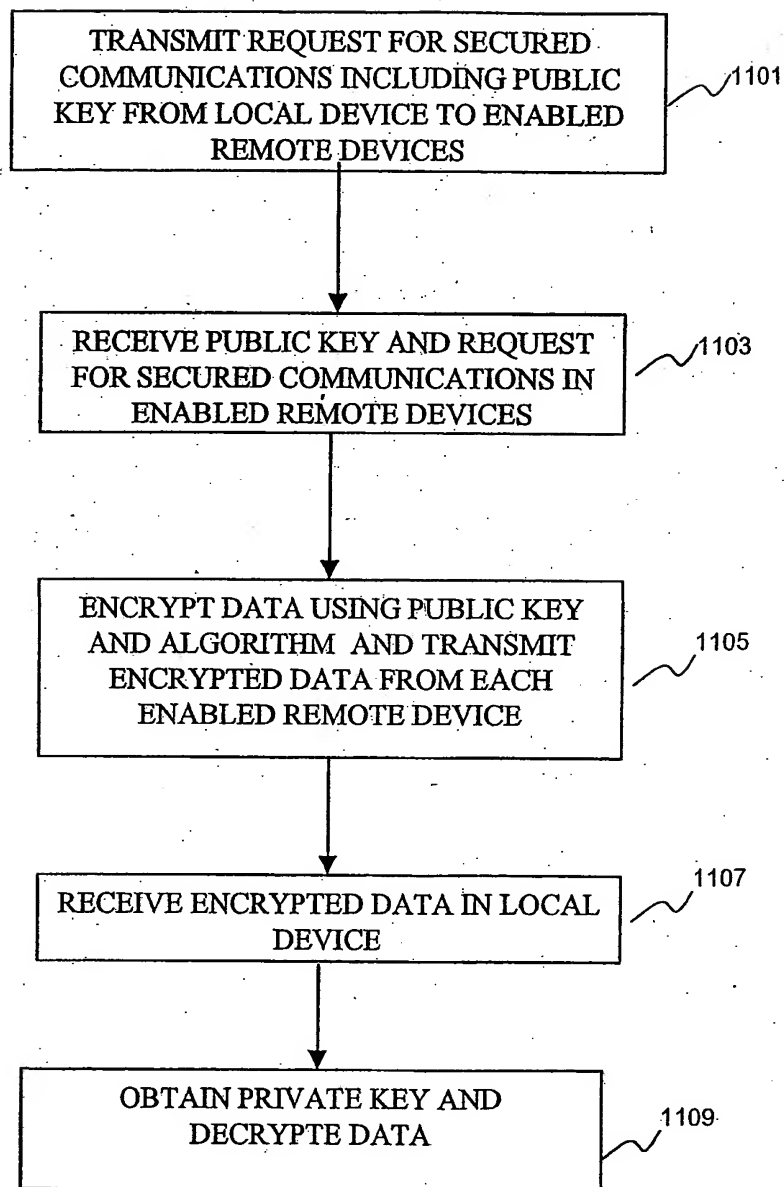 TRANSMIT REQUEST FOR SECURED
COMMUNICATIONS INCLUDING PUBLIC
KEY FROM LOCAL DEVICE TO ENABLED
REMOTE DEVICES
1101
RECEIVE PUBLIC KEY AND REQUEST
FOR SECURED COMMUNICATIONS IN
ENABLED REMOTE DEVICES
1103
ENCRYPT DATA USING PUBLIC KEY
AND ALGORITHM AND TRANSMIT
ENCRYPTED DATA FROM EACH
ENABLED REMOTE DEVICE
1105
RECEIVE ENCRYPTED DATA IN LOCAL
DEVICE
1107
OBTAIN PRIVATE KEY AND
DECRYPTE DATA
1109